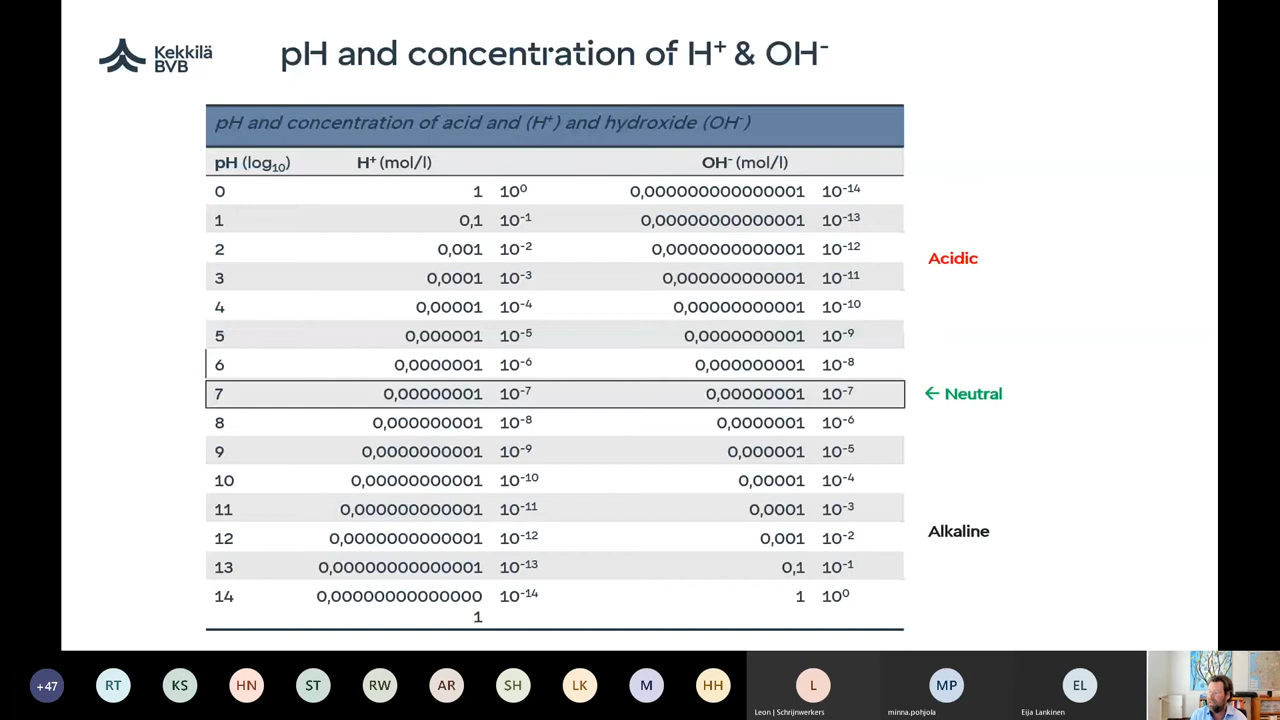 Kekkilä
BVB
pH and concentration of H⁺ & OH⁻
pH and concentration of acid and (H⁺) and hydroxide (OH⁻)
pH (log₁₀) H⁺ (mol/l) OH⁻ (mol/l)
0 1 10⁰ 0,00000000000001 10⁻¹⁴
1 0,1 10⁻¹ 0,0000000000001 10⁻¹³
2 0,001 10⁻² 0,000000000001 10⁻¹²
3 0,0001 10⁻³ 0,00000000001 10⁻¹¹
Acidic
4 0,00001 10⁻⁴ 0,0000000001 10⁻¹⁰
5 0,000001 10⁻⁵ 0,000000001 10⁻⁹
6 0,0000001 10⁻⁶ 0,000000001 10⁻⁸
7 0,00000001 10⁻⁷ 0,00000001 10⁻⁷
← Neutral
8 0,000000001 10⁻⁸ 0,0000001 10⁻⁶
9 0,0000000001 10⁻⁹ 0,000001 10⁻⁵
10 0,00000000001 10⁻¹⁰ 0,00001 10⁻⁴
11 0,000000000001 10⁻¹¹ 0,0001 10⁻³
12 0,0000000000001 10⁻¹² 0,001 10⁻²
Alkaline
13 0,00000000000001 10⁻¹³ 0,1 10⁻¹
14 0,00000000000000 10⁻¹⁴ 1 10⁰
1
+47 RT KS HN ST RW AR SH LK M HH L MP EL
Leon | Schrijnwerkers minna.pohjola Eija Lankinen